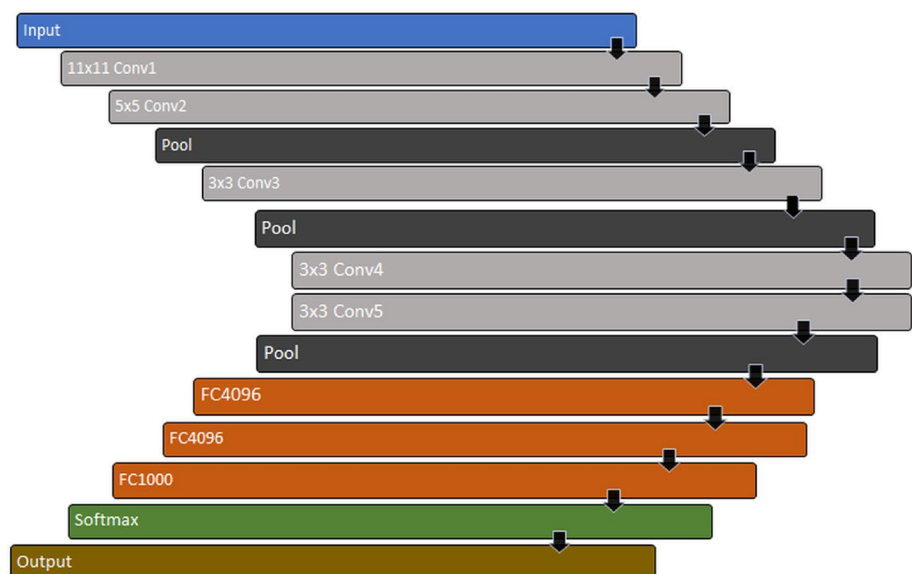 Input
11x11 Conv1
5x5 Conv2
Pool
3x3 Conv3
Pool
3x3 Conv4
3x3 Conv5
Pool
FC4096
FC4096
FC1000
Softmax
Output